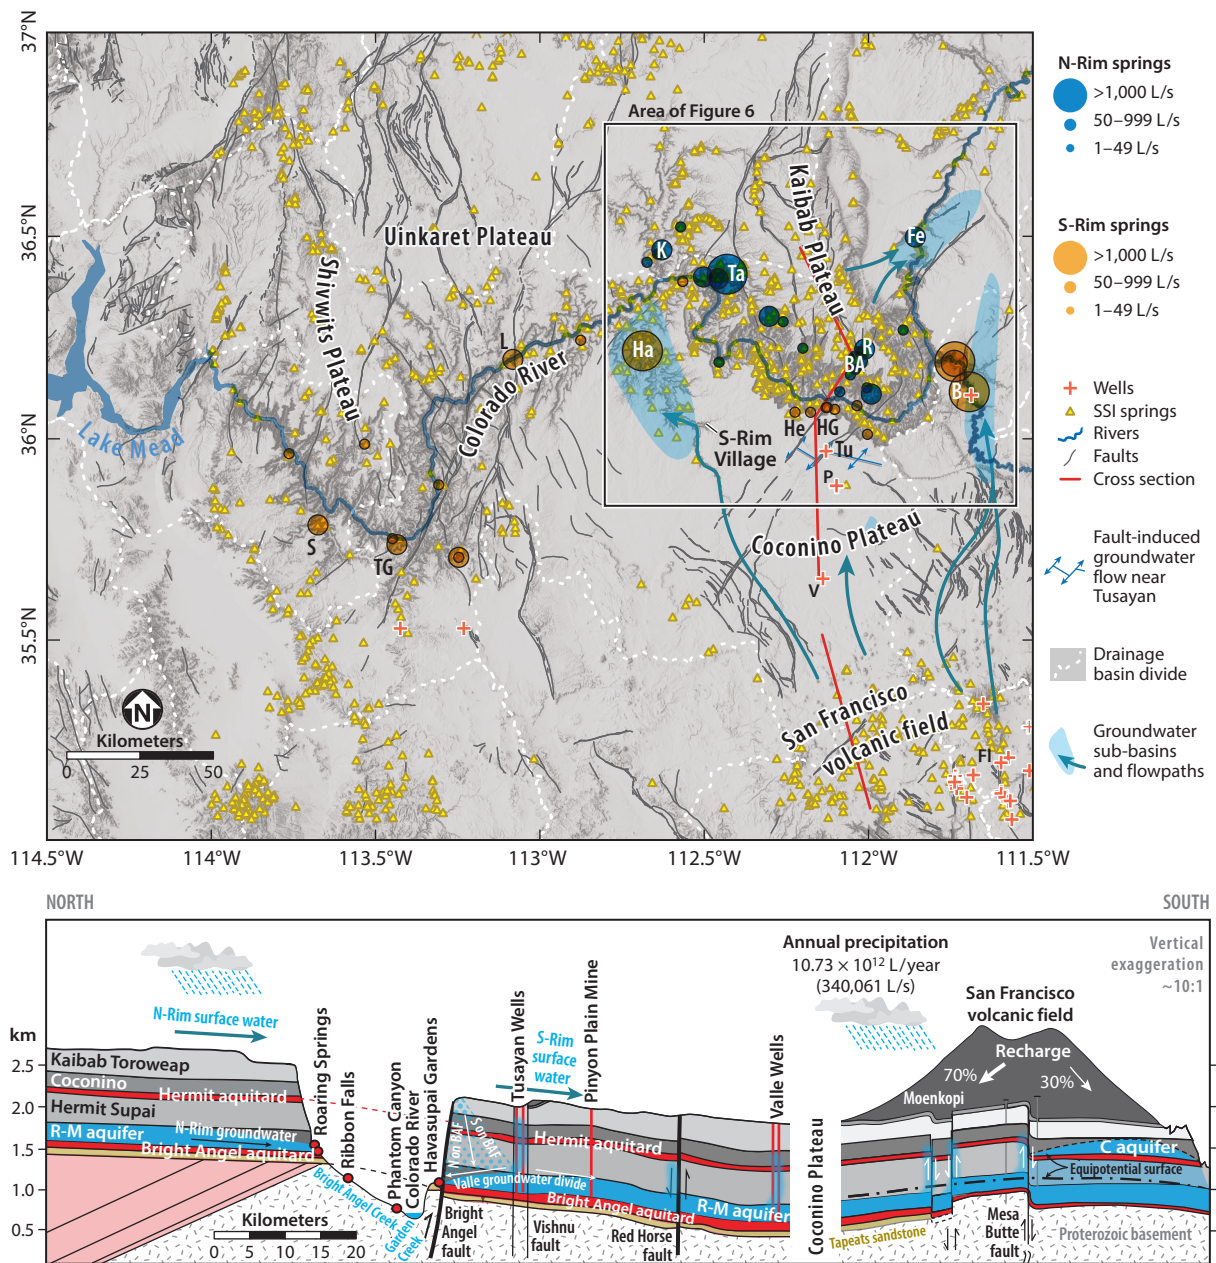 37°N
36.5°N
36°N
35.5°N
114.5°W
114°W
113.5°W
113°W
112.5°W
112°W
111.5°W
Area of Figure 6
Uinkaret Plateau
Shivwits Plateau
Kaibab Plateau
Colorado River
Lake Mead
Coconino Plateau
San Francisco
volcanic field
S-Rim
Village
K
Ta
Fe
Ha
R
BA
B
L
He
HG
Tu
P
V
S
TG
Fl
N
Kilometers
0
25
50
N-Rim springs
>1,000 L/s
50–999 L/s
1–49 L/s
S-Rim springs
>1,000 L/s
50–999 L/s
1–49 L/s
Wells
SSI springs
Rivers
Faults
Cross section
Fault-induced
groundwater
flow near
Tusayan
Drainage
basin divide
Groundwater
sub-basins
and flowpaths
NORTH
SOUTH
Annual precipitation
10.73 × 10¹² L/year
(340,061 L/s)
Vertical
exaggeration
~10:1
San Francisco
volcanic field
Recharge
70%
30%
Moenkopi
N-Rim surface water
S-Rim
surface
water
km
2.5
2.0
1.5
1.0
0.5
Kaibab Toroweap
Coconino
Hermit aquitard
Hermit Supai
R-M aquifer
N-Rim groundwater
Bright Angel aquitard
Roaring Springs
Ribbon Falls
Phantom Canyon
Colorado River
Havasupai Gardens
Tusayan Wells
Pinyon Plain Mine
Valle Wells
N on BAF
S on BAF
Hermit aquitard
Valle groundwater divide
Bright Angel aquitard
R-M aquifer
Bright Angel Creek
Garden
Creek
Bright
Angel
fault
Vishnu
fault
Red Horse
fault
Kilometers
0
5
10
15
20
Coconino Plateau
C aquifer
Equipotential surface
Tapeats sandstone
Mesa
Butte
fault
Proterozoic basement